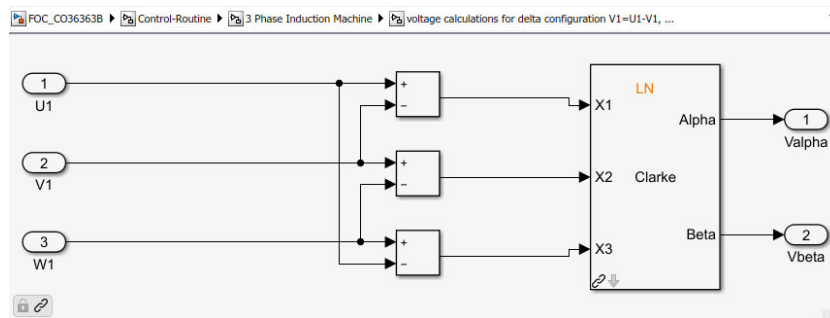 FOC_CO36363B ▶ Control-Routine ▶ 3 Phase Induction Machine ▶ voltage calculations for delta configuration V1=U1-V1, ...
1
U1
2
V1
3
W1
+
−
+
−
+
−
LN
X1
Alpha
X2
Clarke
X3
Beta
1
Valpha
2
Vbeta